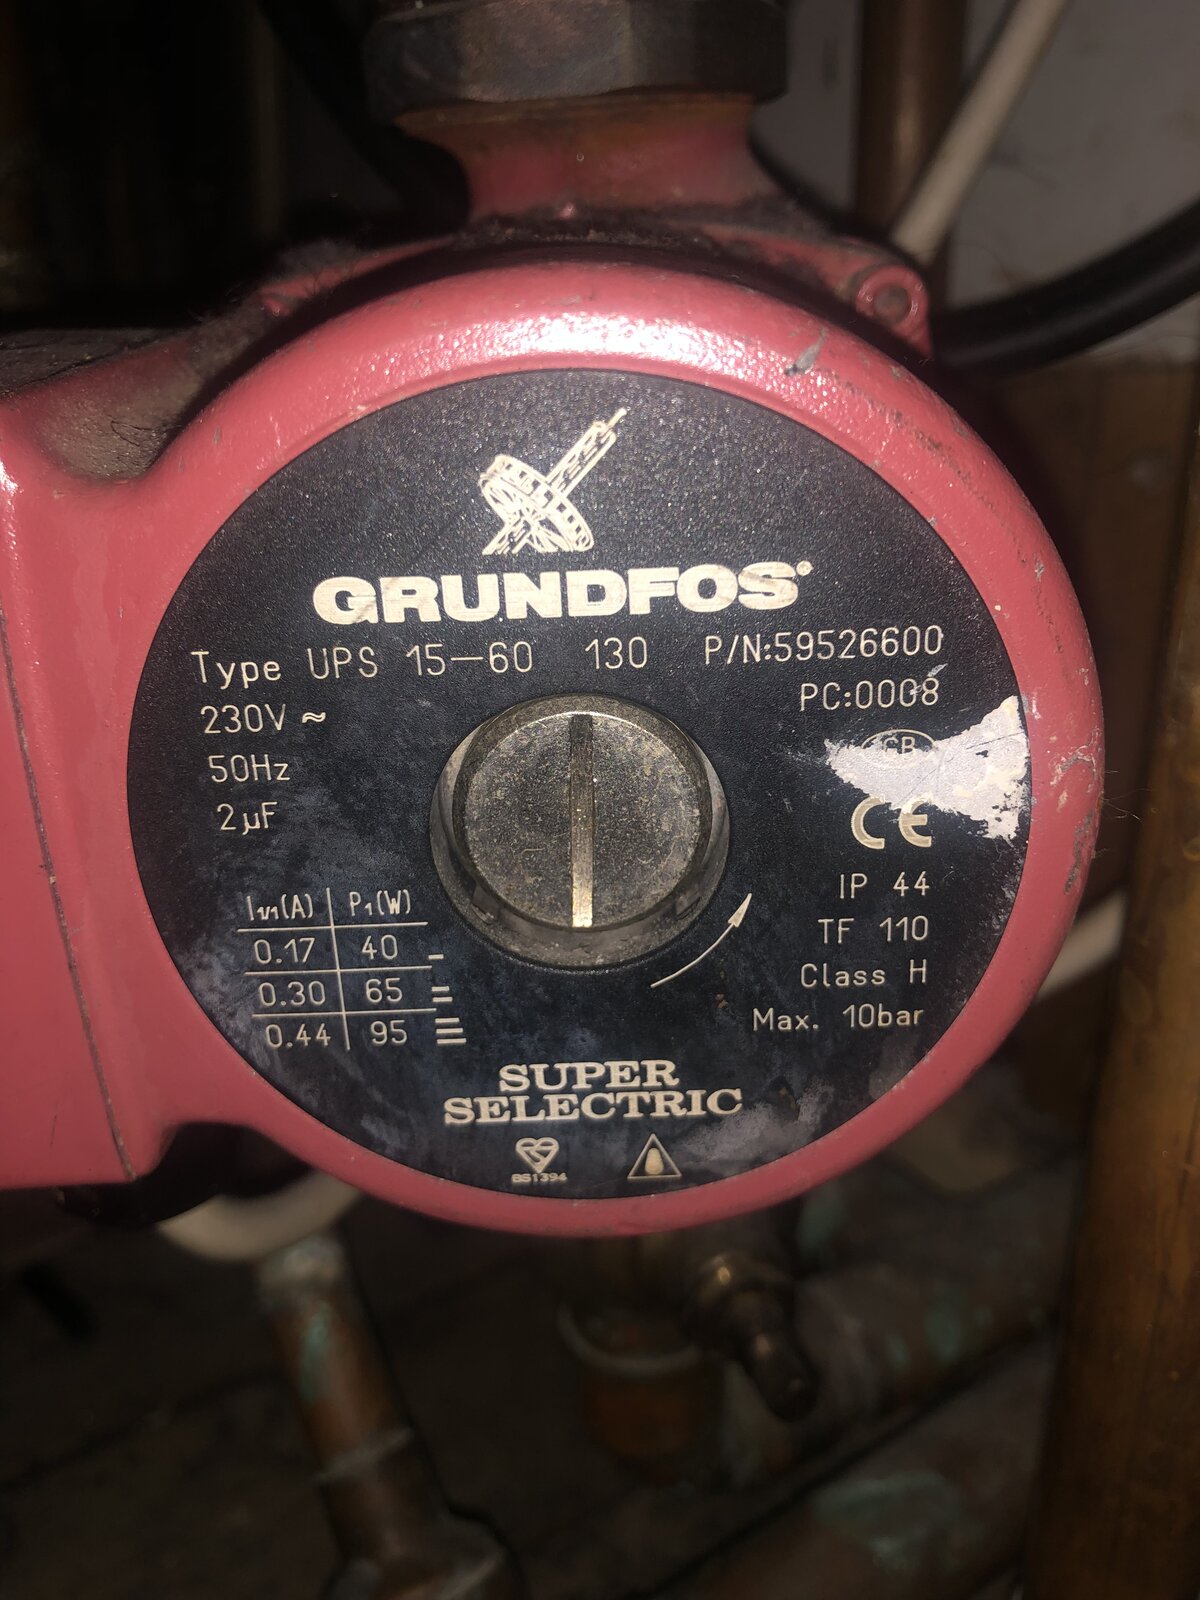 GRUNDFOS®
Type UPS 15-60 130 P/N:59526600
230V ~ PC:0008
50Hz
2µF
CE
IP 44
TF 110
Class H
Max. 10bar
I1/1(A) P1(W)
0.17 40
0.30 65
0.44 95
SUPER
SELECTRIC
BS1394